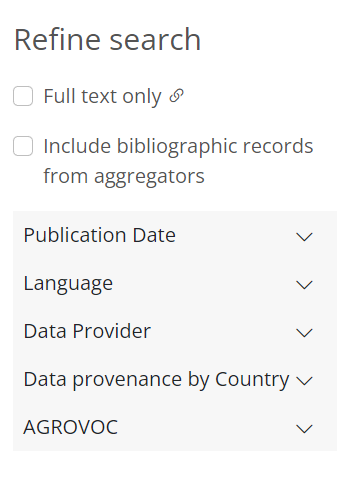 Refine search
Full text only
Include bibliographic records
from aggregators
Publication Date
Language
Data Provider
Data provenance by Country
AGROVOC